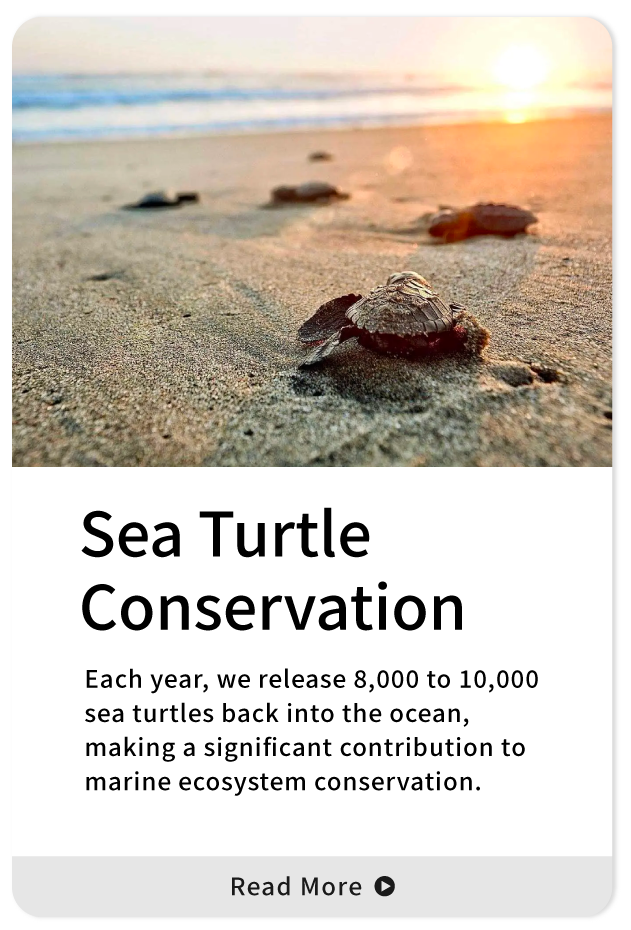 Sea Turtle
Conservation
Each year, we release 8,000 to 10,000
sea turtles back into the ocean,
making a significant contribution to
marine ecosystem conservation.
Read More